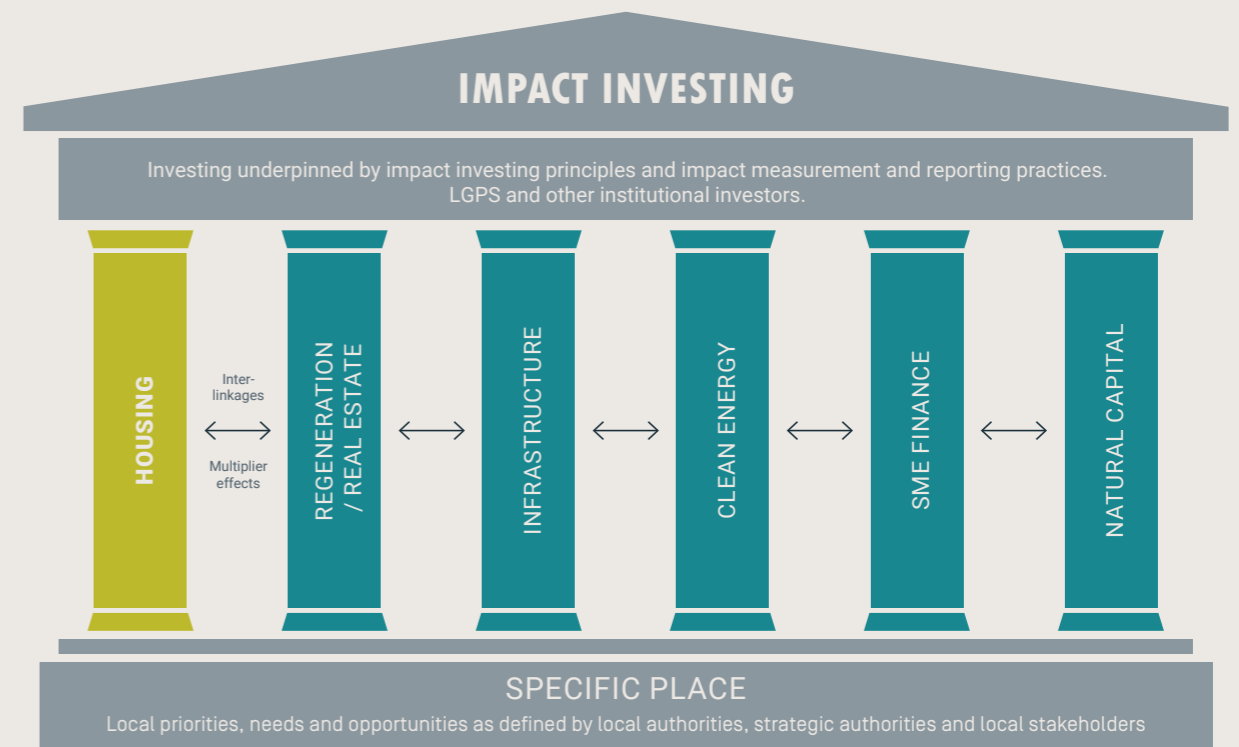 IMPACT INVESTING
Investing underpinned by impact investing principles and impact measurement and reporting practices.
LGPS and other institutional investors.
HOUSING
Inter-
linkages
Multiplier
effects
REGENERATION
/ REAL ESTATE
INFRASTRUCTURE
CLEAN ENERGY
SME FINANCE
NATURAL CAPITAL
SPECIFIC PLACE
Local priorities, needs and opportunities as defined by local authorities, strategic authorities and local stakeholders